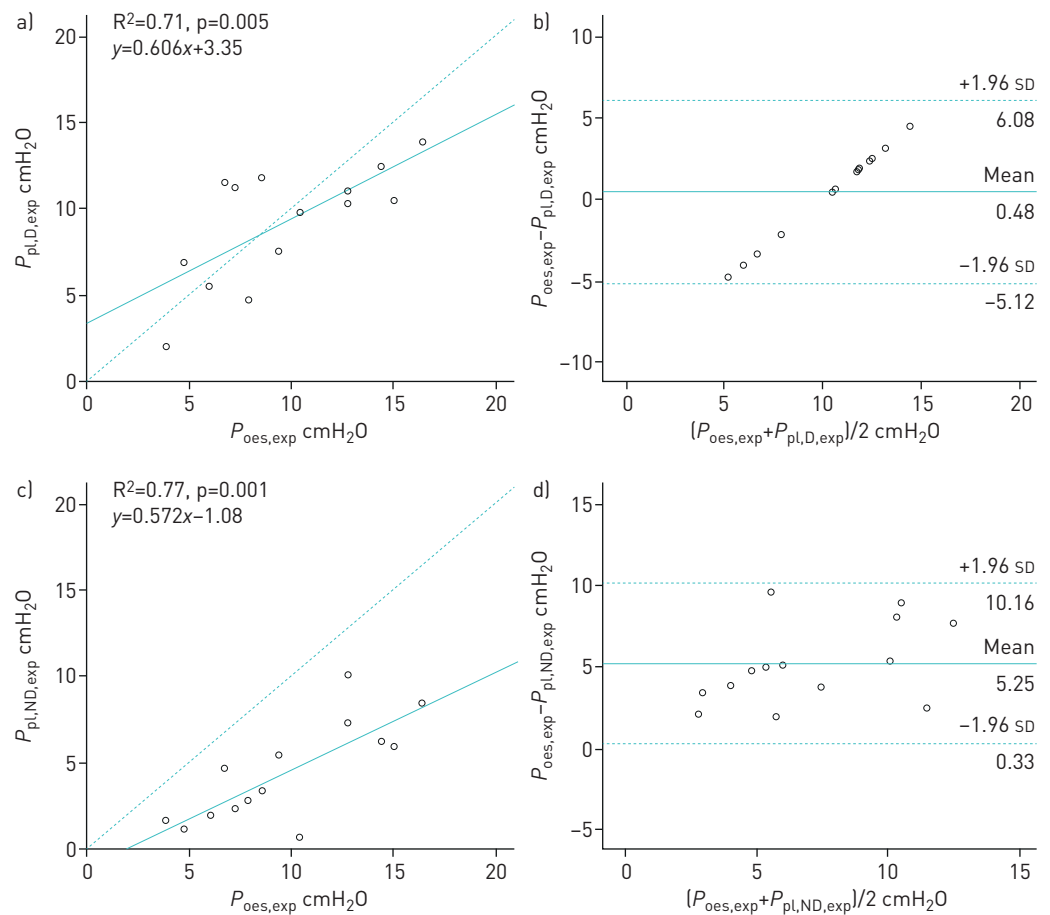 a)
R²=0.71, p=0.005
y=0.606x+3.35
20
15
10
5
0
Ppl,D,exp cmH₂O
0 5 10 15 20
Poes,exp cmH₂O
b)
10
5
0
−5
−10
Poes,exp−Ppl,D,exp cmH₂O
+1.96 SD
6.08
Mean
0.48
−1.96 SD
−5.12
0 5 10 15 20
(Poes,exp+Ppl,D,exp)/2 cmH₂O
c)
R²=0.77, p=0.001
y=0.572x−1.08
20
15
10
5
0
Ppl,ND,exp cmH₂O
0 5 10 15 20
Poes,exp cmH₂O
d)
15
10
5
0
−5
Poes,exp−Ppl,ND,exp cmH₂O
+1.96 SD
10.16
Mean
5.25
−1.96 SD
0.33
0 5 10 15
(Poes,exp+Ppl,ND,exp)/2 cmH₂O